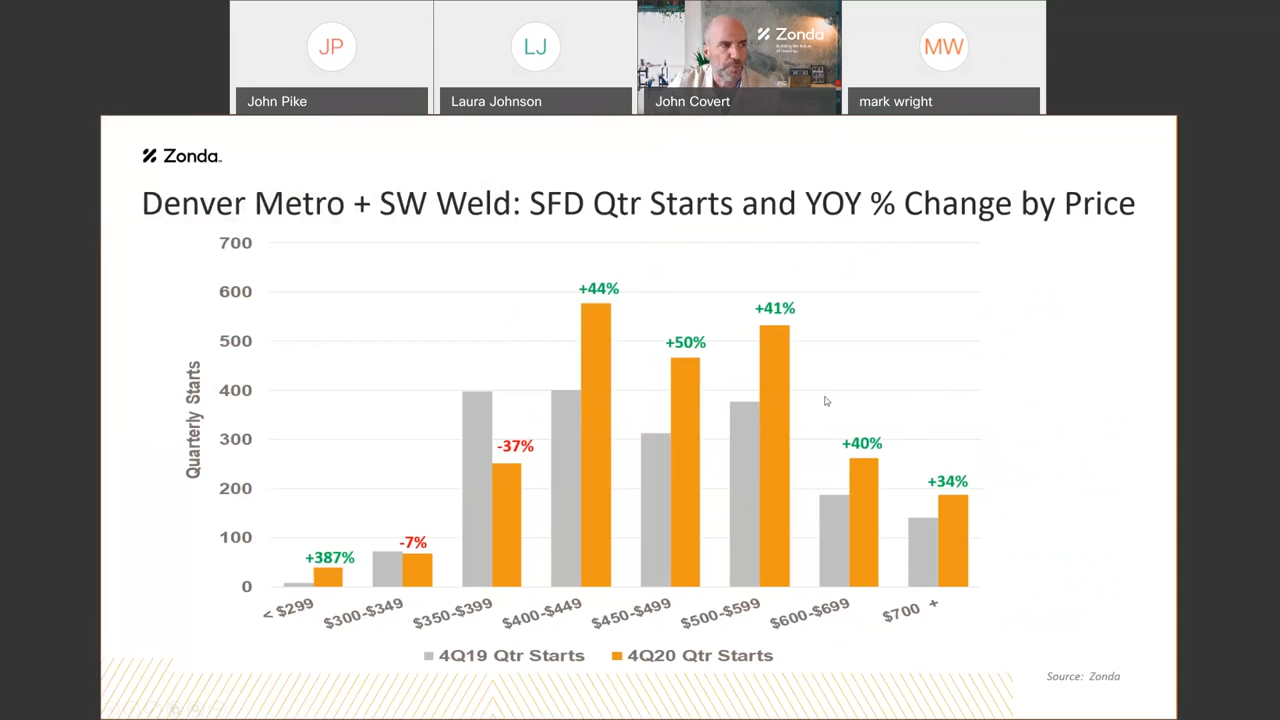 JP
LJ
Zonda
MW
John Pike
Laura Johnson
John Covert
mark wright
Zonda
Denver Metro + SW Weld: SFD Qtr Starts and YOY % Change by Price
Quarterly Starts
700
600
500
400
300
200
100
0
+387%
-7%
-37%
+44%
+50%
+41%
+40%
+34%
< $299
$300-$349
$350-$399
$400-$449
$450-$499
$500-$599
$600-$699
$700 +
4Q19 Qtr Starts
4Q20 Qtr Starts
Source: Zonda